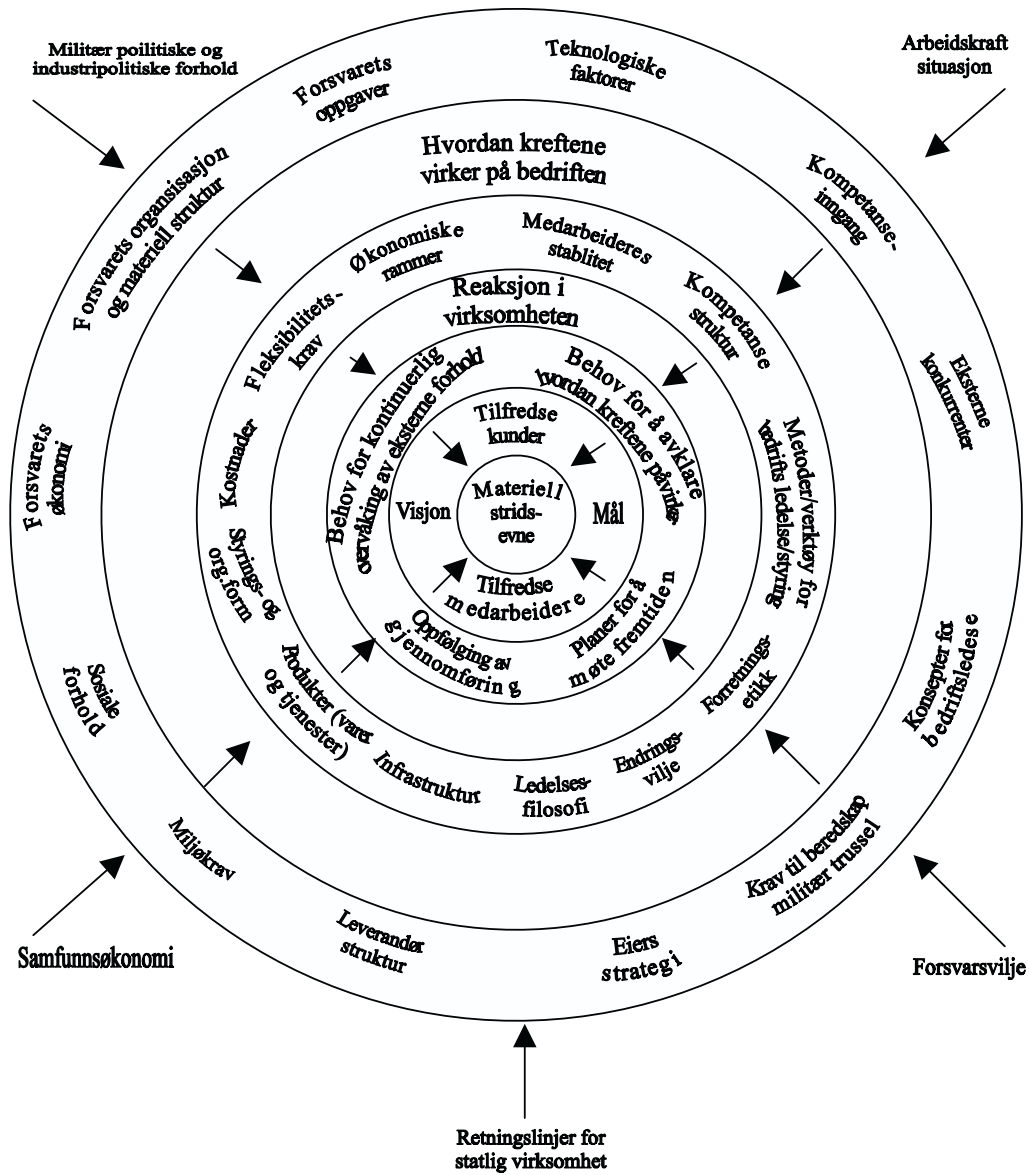 Militær poilitiske og
industripolitiske forhold
Arbeidskraft
situasjon
Forsvarets
oppgaver
Teknologiske
faktorer
Kompetanse-
inngang
Eksterne
konkurrenter
Konsepter for
bedriftsledese
Krav til beredskap
militær trussel
Eiers
strategi
Leverandør
struktur
Miljøkrav
Sosiale
forhold
Forsvarets
økonomi
Forsvarets organsisasjon
og materiell struktur
Hvordan kreftene
virker på bedriften
Økonomiske
rammer
Medarbeideres
stablitet
Kompetanse
struktur
Metoder/verktøy for
bedrifts ledelse/styring
Forretnings-
etikk
Endrings-
vilje
Ledelses-
filosofi
Infrastruktur
Produkter (varer
og tjenester)
Styrings- og
org.form
Kostnader
Fleksibilitets-
krav
Reaksjon i
virksomheten
Behov for kontinuerlig
overvåking av eksterne forhold
Behov for å avklare
hvordan kreftene påvirker
Planer for å
møte fremtiden
Oppfølging av
gjennomføring
Tilfredse
kunder
Visjon
Materiell
strids-
evne
Mål
Tilfredse
medarbeidere
Samfunnsøkonomi
Forsvarsvilje
Retningslinjer for
statlig virksomhet